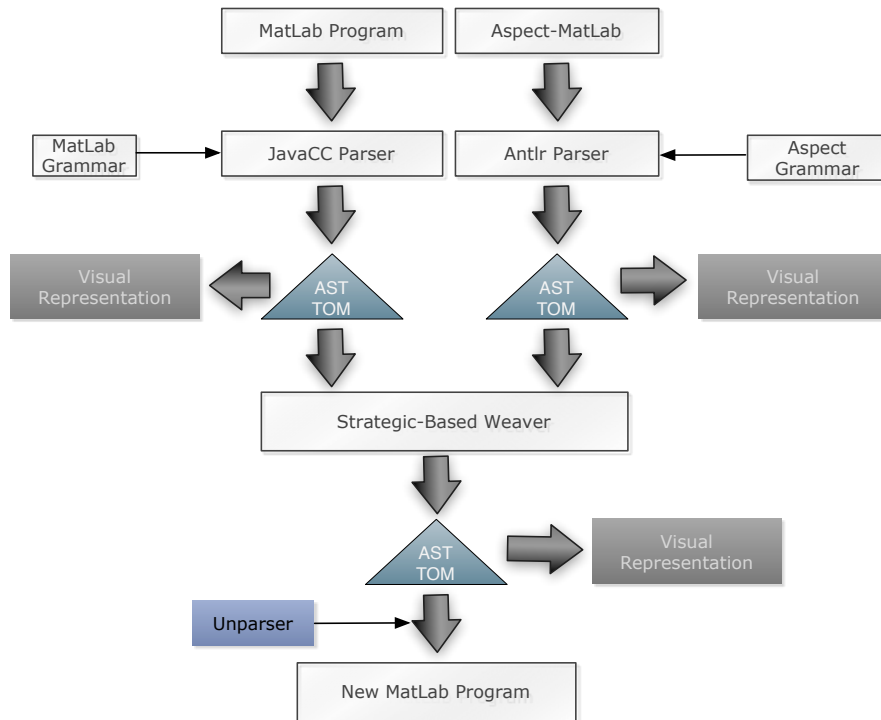 MatLab Program
Aspect-MatLab
MatLab
Grammar
JavaCC Parser
Antlr Parser
Aspect
Grammar
Visual
Representation
AST
TOM
AST
TOM
Visual
Representation
Strategic-Based Weaver
AST
TOM
Visual
Representation
Unparser
New MatLab Program